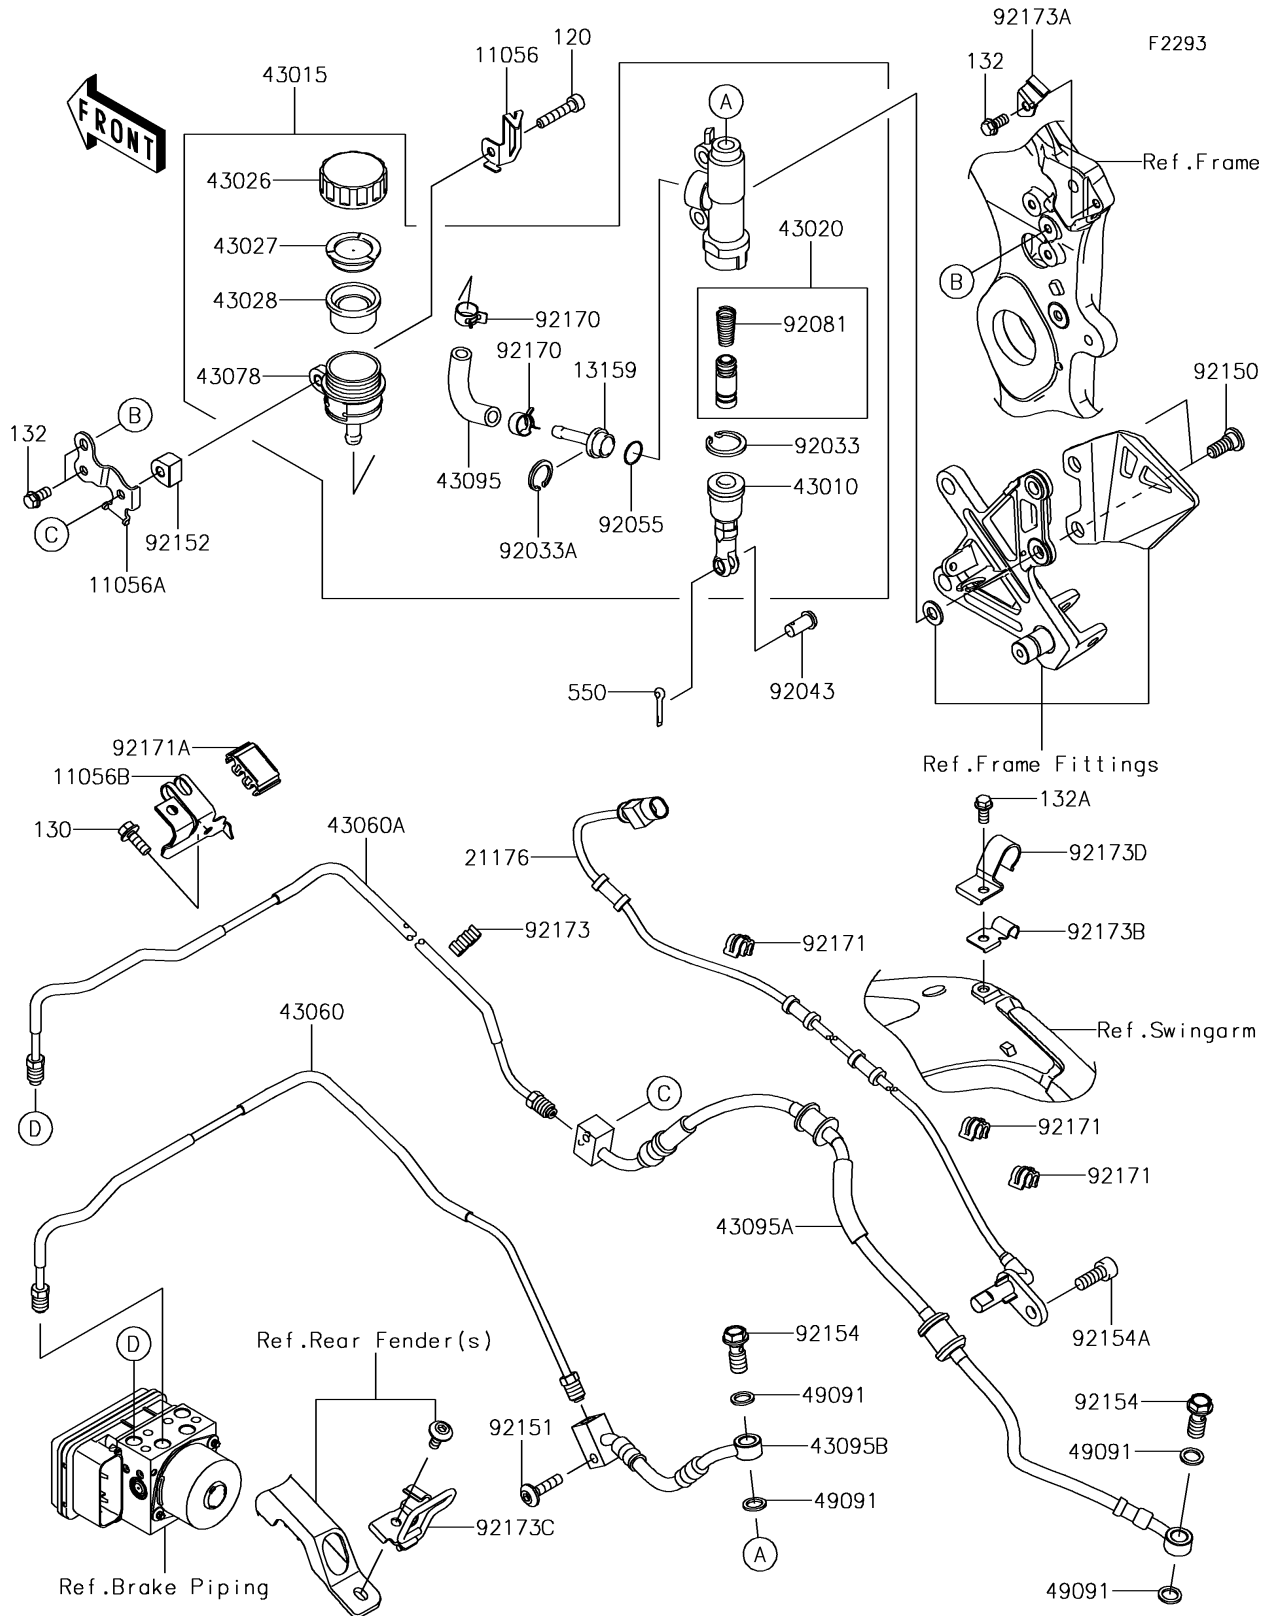 92173A
F2293
120
11056
132
43015
FRONT
A
Ref.Frame
43026
43020
43027
B
43028
92170
92081
92170
43078
13159
92150
B
132
92033
43095
43010
92055
C
92152
92033A
11056A
550
92043
92171A
Ref.Frame Fittings
11056B
132A
130
43060A
21176
92173D
92173
92171
92173B
43060
Ref.Swingarm
C
D
92171
92171
43095A
D
Ref.Rear Fender(s)
92154
92154A
49091
92154
92151
43095B
49091
49091
92173C
A
Ref.Brake Piping
49091